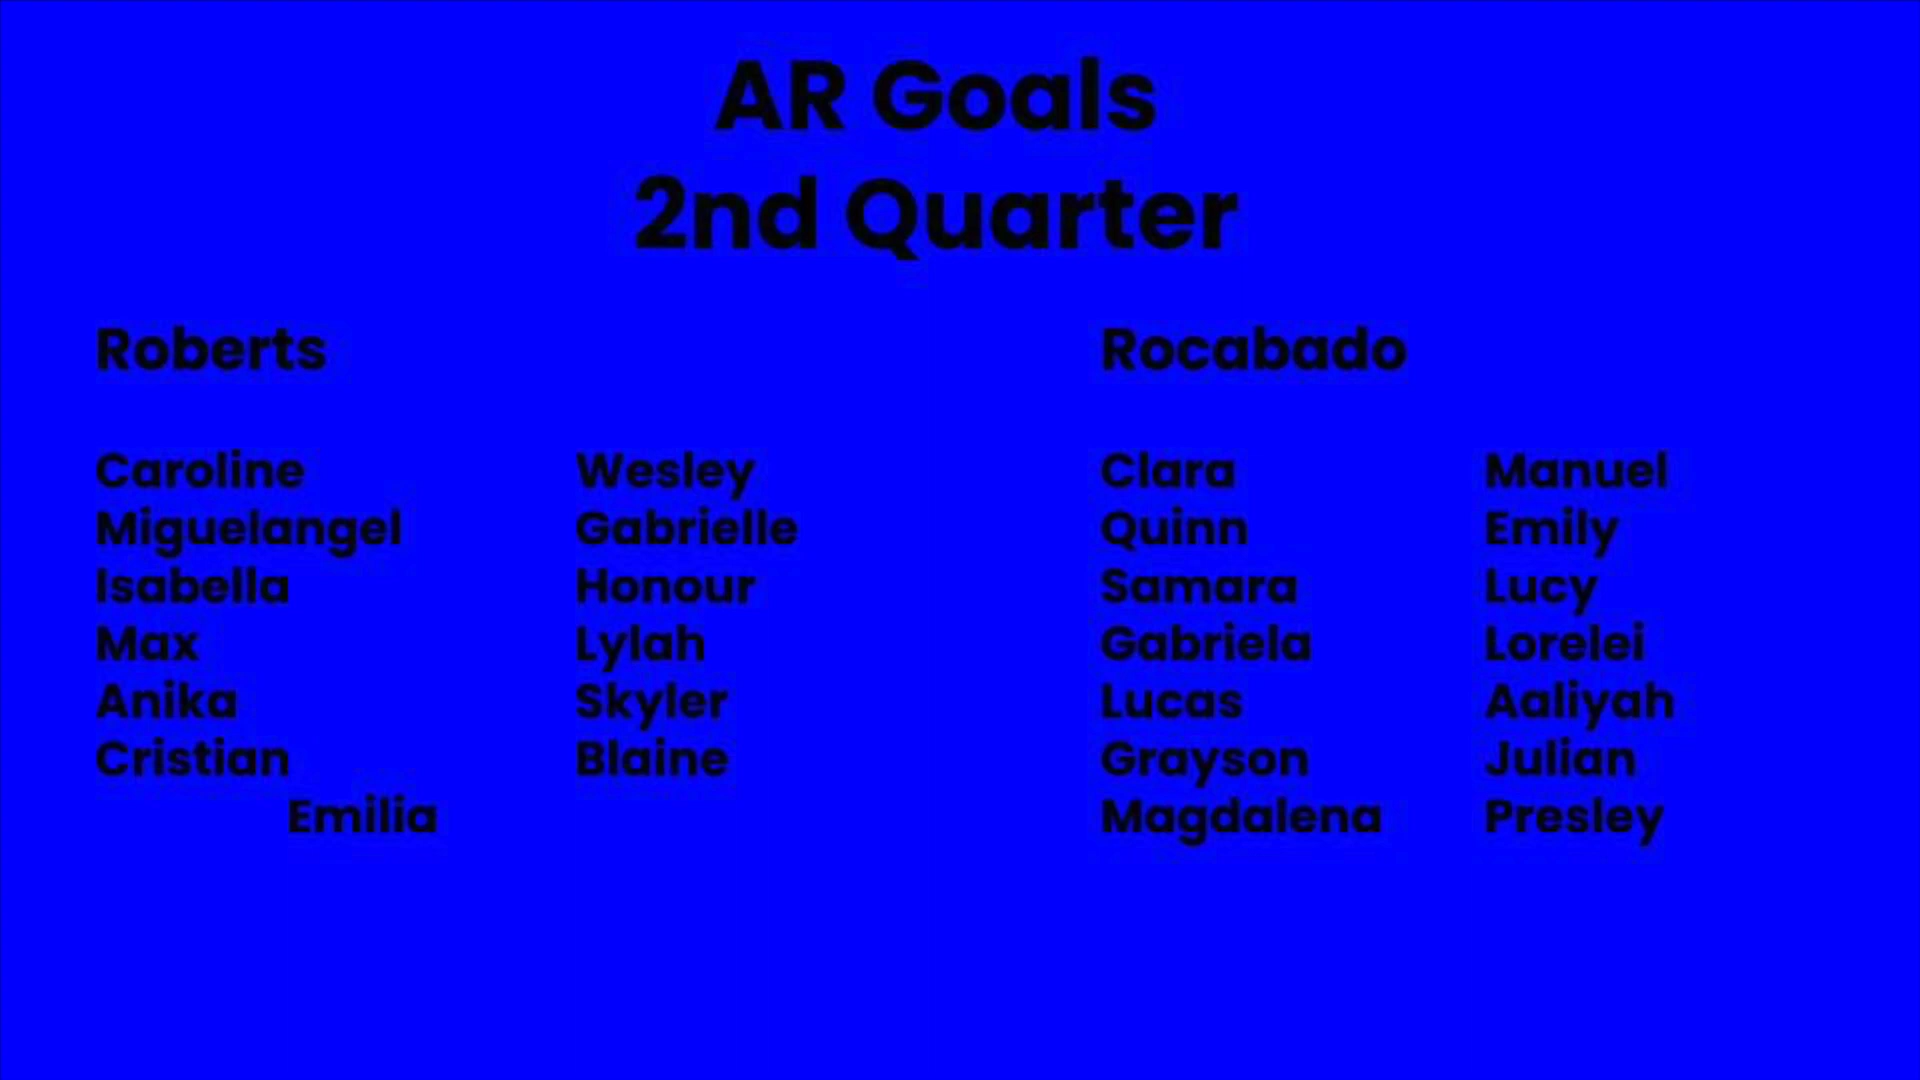 AR Goals
2nd Quarter
Roberts
Caroline
Miguelangel
Isabella
Max
Anika
Cristian
Emilia
Wesley
Gabrielle
Honour
Lylah
Skyler
Blaine
Rocabado
Clara
Quinn
Samara
Gabriela
Lucas
Grayson
Magdalena
Manuel
Emily
Lucy
Lorelei
Aaliyah
Julian
Presley